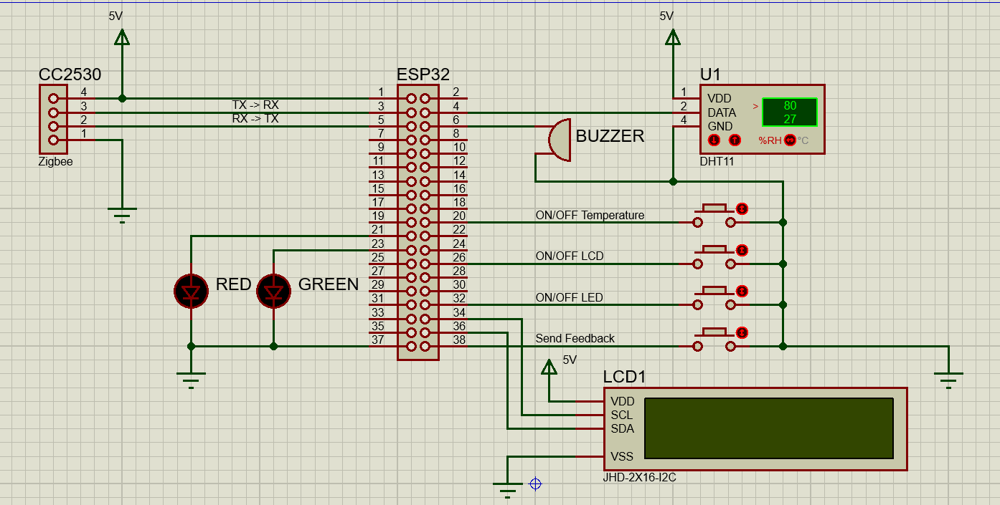 5V
5V
CC2530
ESP32
U1
4
3
2
1
Zigbee
TX -> RX
RX -> TX
1
3
5
7
9
11
13
15
17
19
21
23
25
27
29
31
33
35
37
2
4
6
8
10
12
14
16
18
20
22
24
26
28
30
32
34
36
38
1
2
4
VDD
DATA
GND
>
80
27
%RH
°C
DHT11
BUZZER
ON/OFF Temperature
ON/OFF LCD
ON/OFF LED
Send Feedback
RED
GREEN
5V
LCD1
VDD
SCL
SDA
VSS
JHD-2X16-I2C